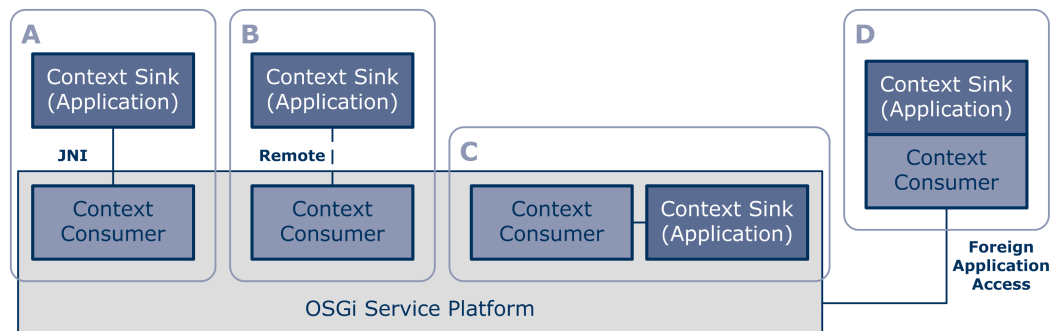 A
Context Sink
(Application)
JNI
Context
Consumer
B
Context Sink
(Application)
Remote
Context
Consumer
C
Context
Consumer
Context Sink
(Application)
D
Context Sink
(Application)
Context
Consumer
Foreign
Application
Access
OSGi Service Platform